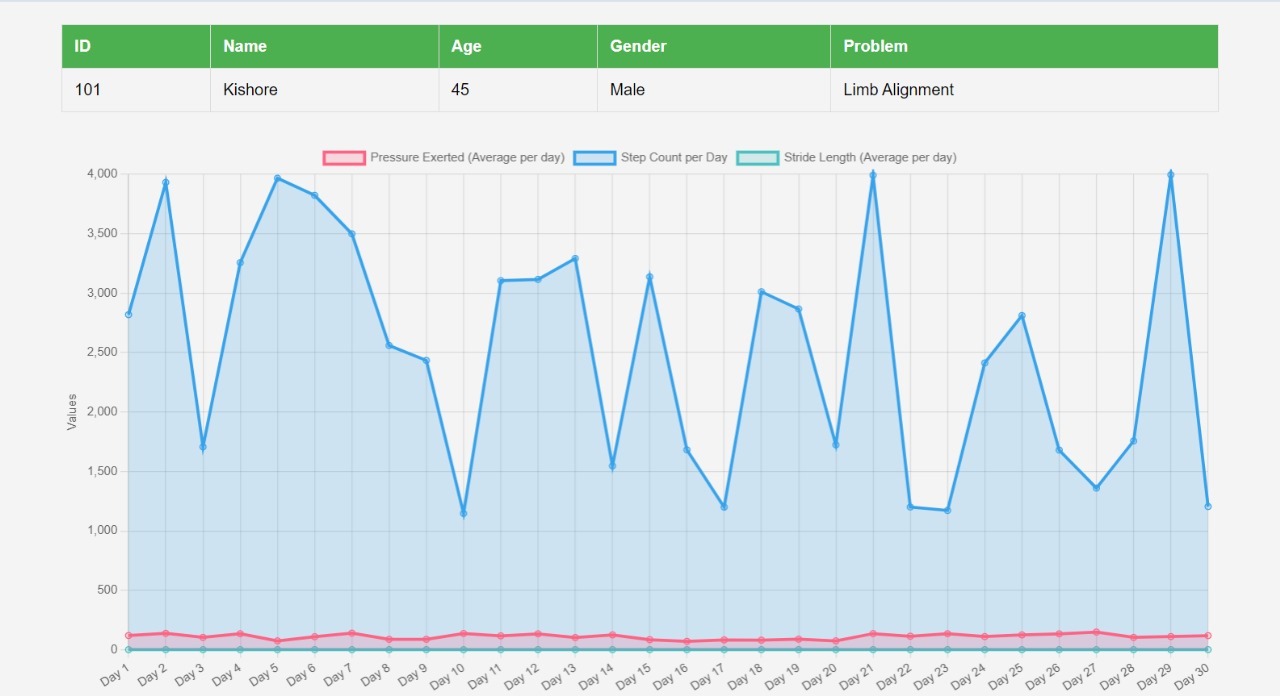 ID Name Age Gender Problem
101 Kishore 45 Male Limb Alignment
Pressure Exerted (Average per day) Step Count per Day Stride Length (Average per day)
4,000
3,500
3,000
2,500
2,000
Values
1,500
1,000
500
0
Day 1 Day 2 Day 3 Day 4 Day 5 Day 6 Day 7 Day 8 Day 9 Day 10 Day 11 Day 12 Day 13 Day 14 Day 15 Day 16 Day 17 Day 18 Day 19 Day 20 Day 21 Day 22 Day 23 Day 24 Day 25 Day 26 Day 27 Day 28 Day 29 Day 30